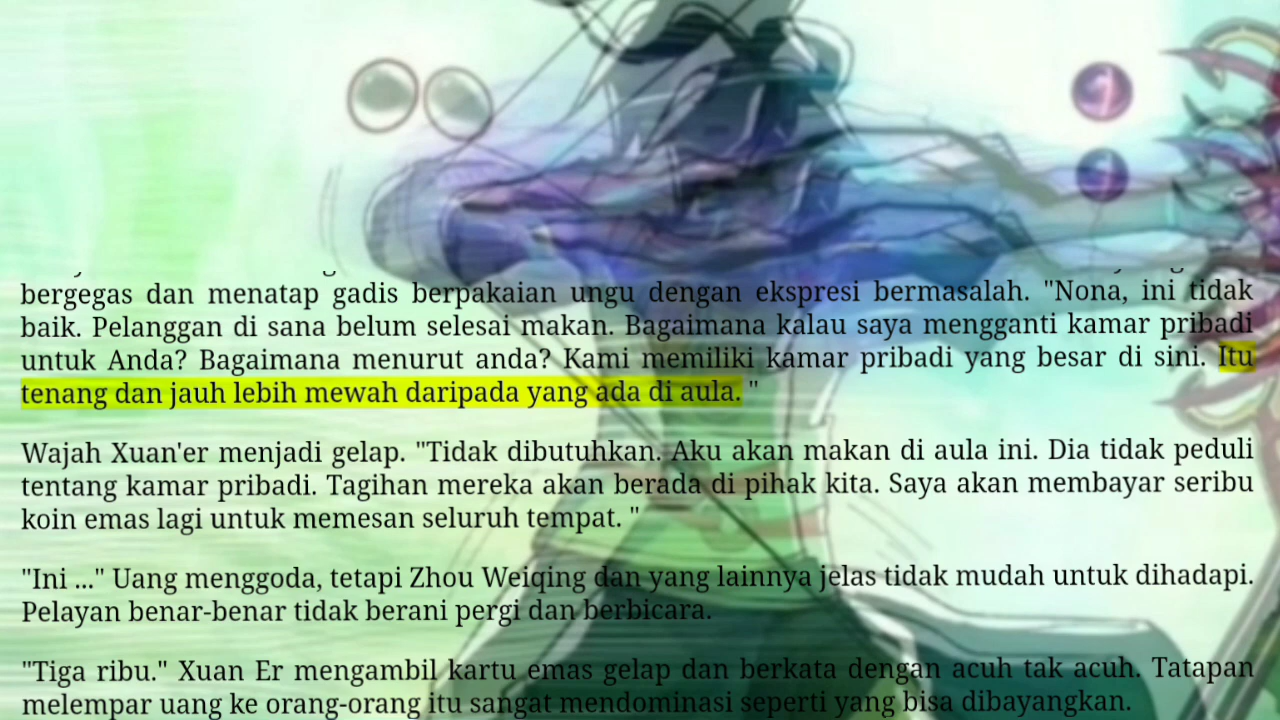 bergegas dan menatap gadis berpakaian ungu dengan ekspresi bermasalah. "Nona, ini tidak
baik. Pelanggan di sana belum selesai makan. Bagaimana kalau saya mengganti kamar pribadi
untuk Anda? Bagaimana menurut anda? Kami memiliki kamar pribadi yang besar di sini. Itu
tenang dan jauh lebih mewah daripada yang ada di aula. "
Wajah Xuan'er menjadi gelap. "Tidak dibutuhkan. Aku akan makan di aula ini. Dia tidak peduli
tentang kamar pribadi. Tagihan mereka akan berada di pihak kita. Saya akan membayar seribu
koin emas lagi untuk memesan seluruh tempat. "
"Ini ..." Uang menggoda, tetapi Zhou Weiqing dan yang lainnya jelas tidak mudah untuk dihadapi.
Pelayan benar-benar tidak berani pergi dan berbicara.
"Tiga ribu." Xuan Er mengambil kartu emas gelap dan berkata dengan acuh tak acuh. Tatapan
melempar uang ke orang-orang itu sangat mendominasi seperti yang bisa dibayangkan.